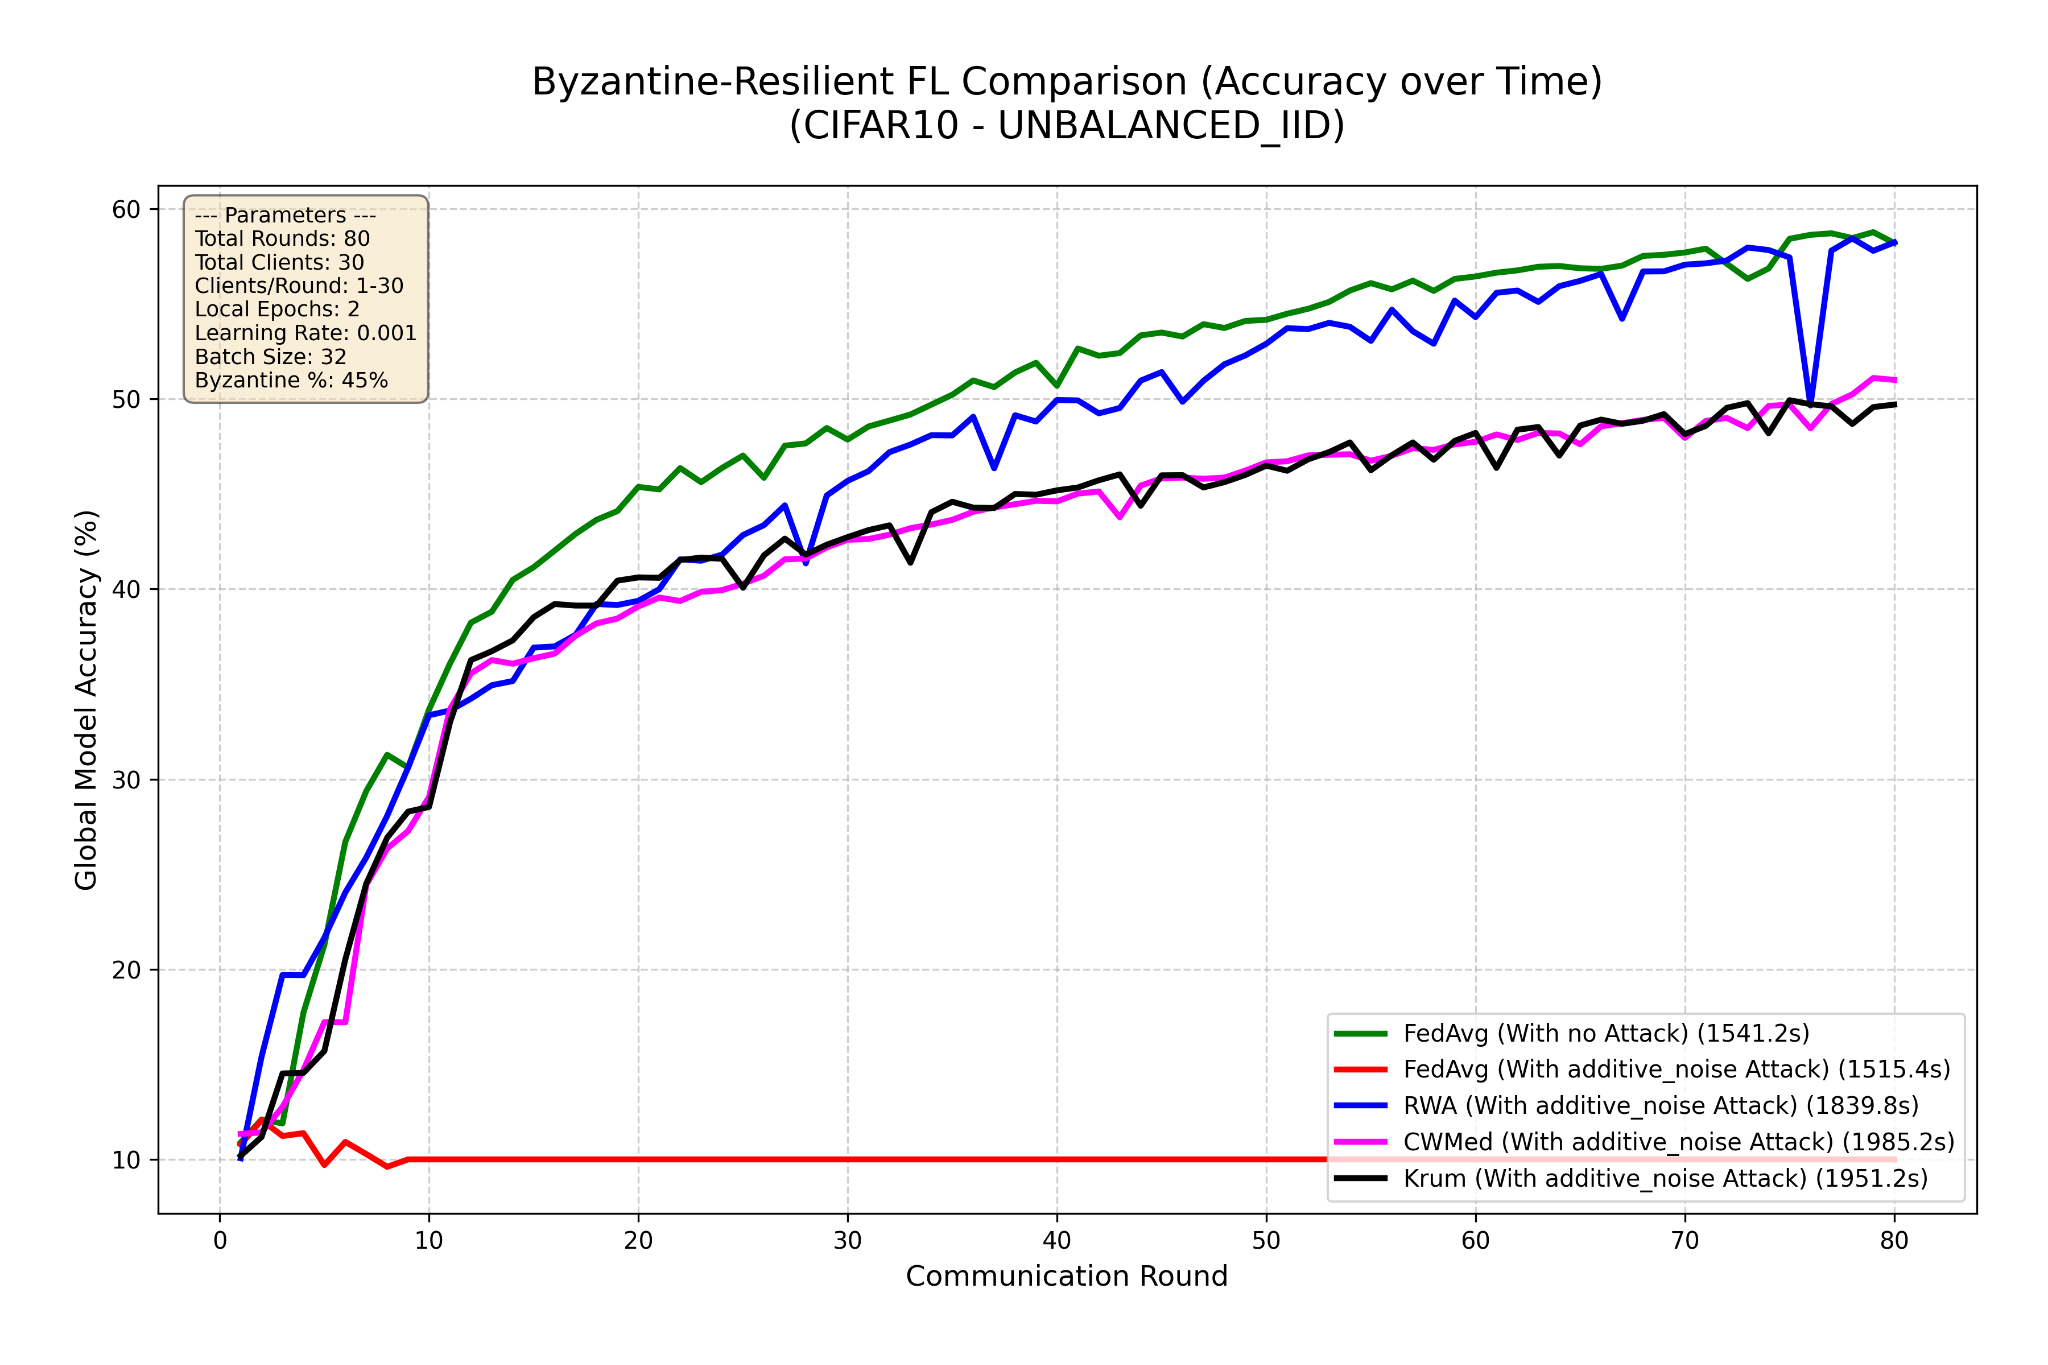 Byzantine-Resilient FL Comparison (Accuracy over Time)
(CIFAR10 - UNBALANCED_IID)
--- Parameters ---
Total Rounds: 80
Total Clients: 30
Clients/Round: 1-30
Local Epochs: 2
Learning Rate: 0.001
Batch Size: 32
Byzantine %: 45%
Global Model Accuracy (%)
60
50
40
30
20
10
FedAvg (With no Attack) (1541.2s)
FedAvg (With additive_noise Attack) (1515.4s)
RWA (With additive_noise Attack) (1839.8s)
CWMed (With additive_noise Attack) (1985.2s)
Krum (With additive_noise Attack) (1951.2s)
0 10 20 30 40 50 60 70 80
Communication Round